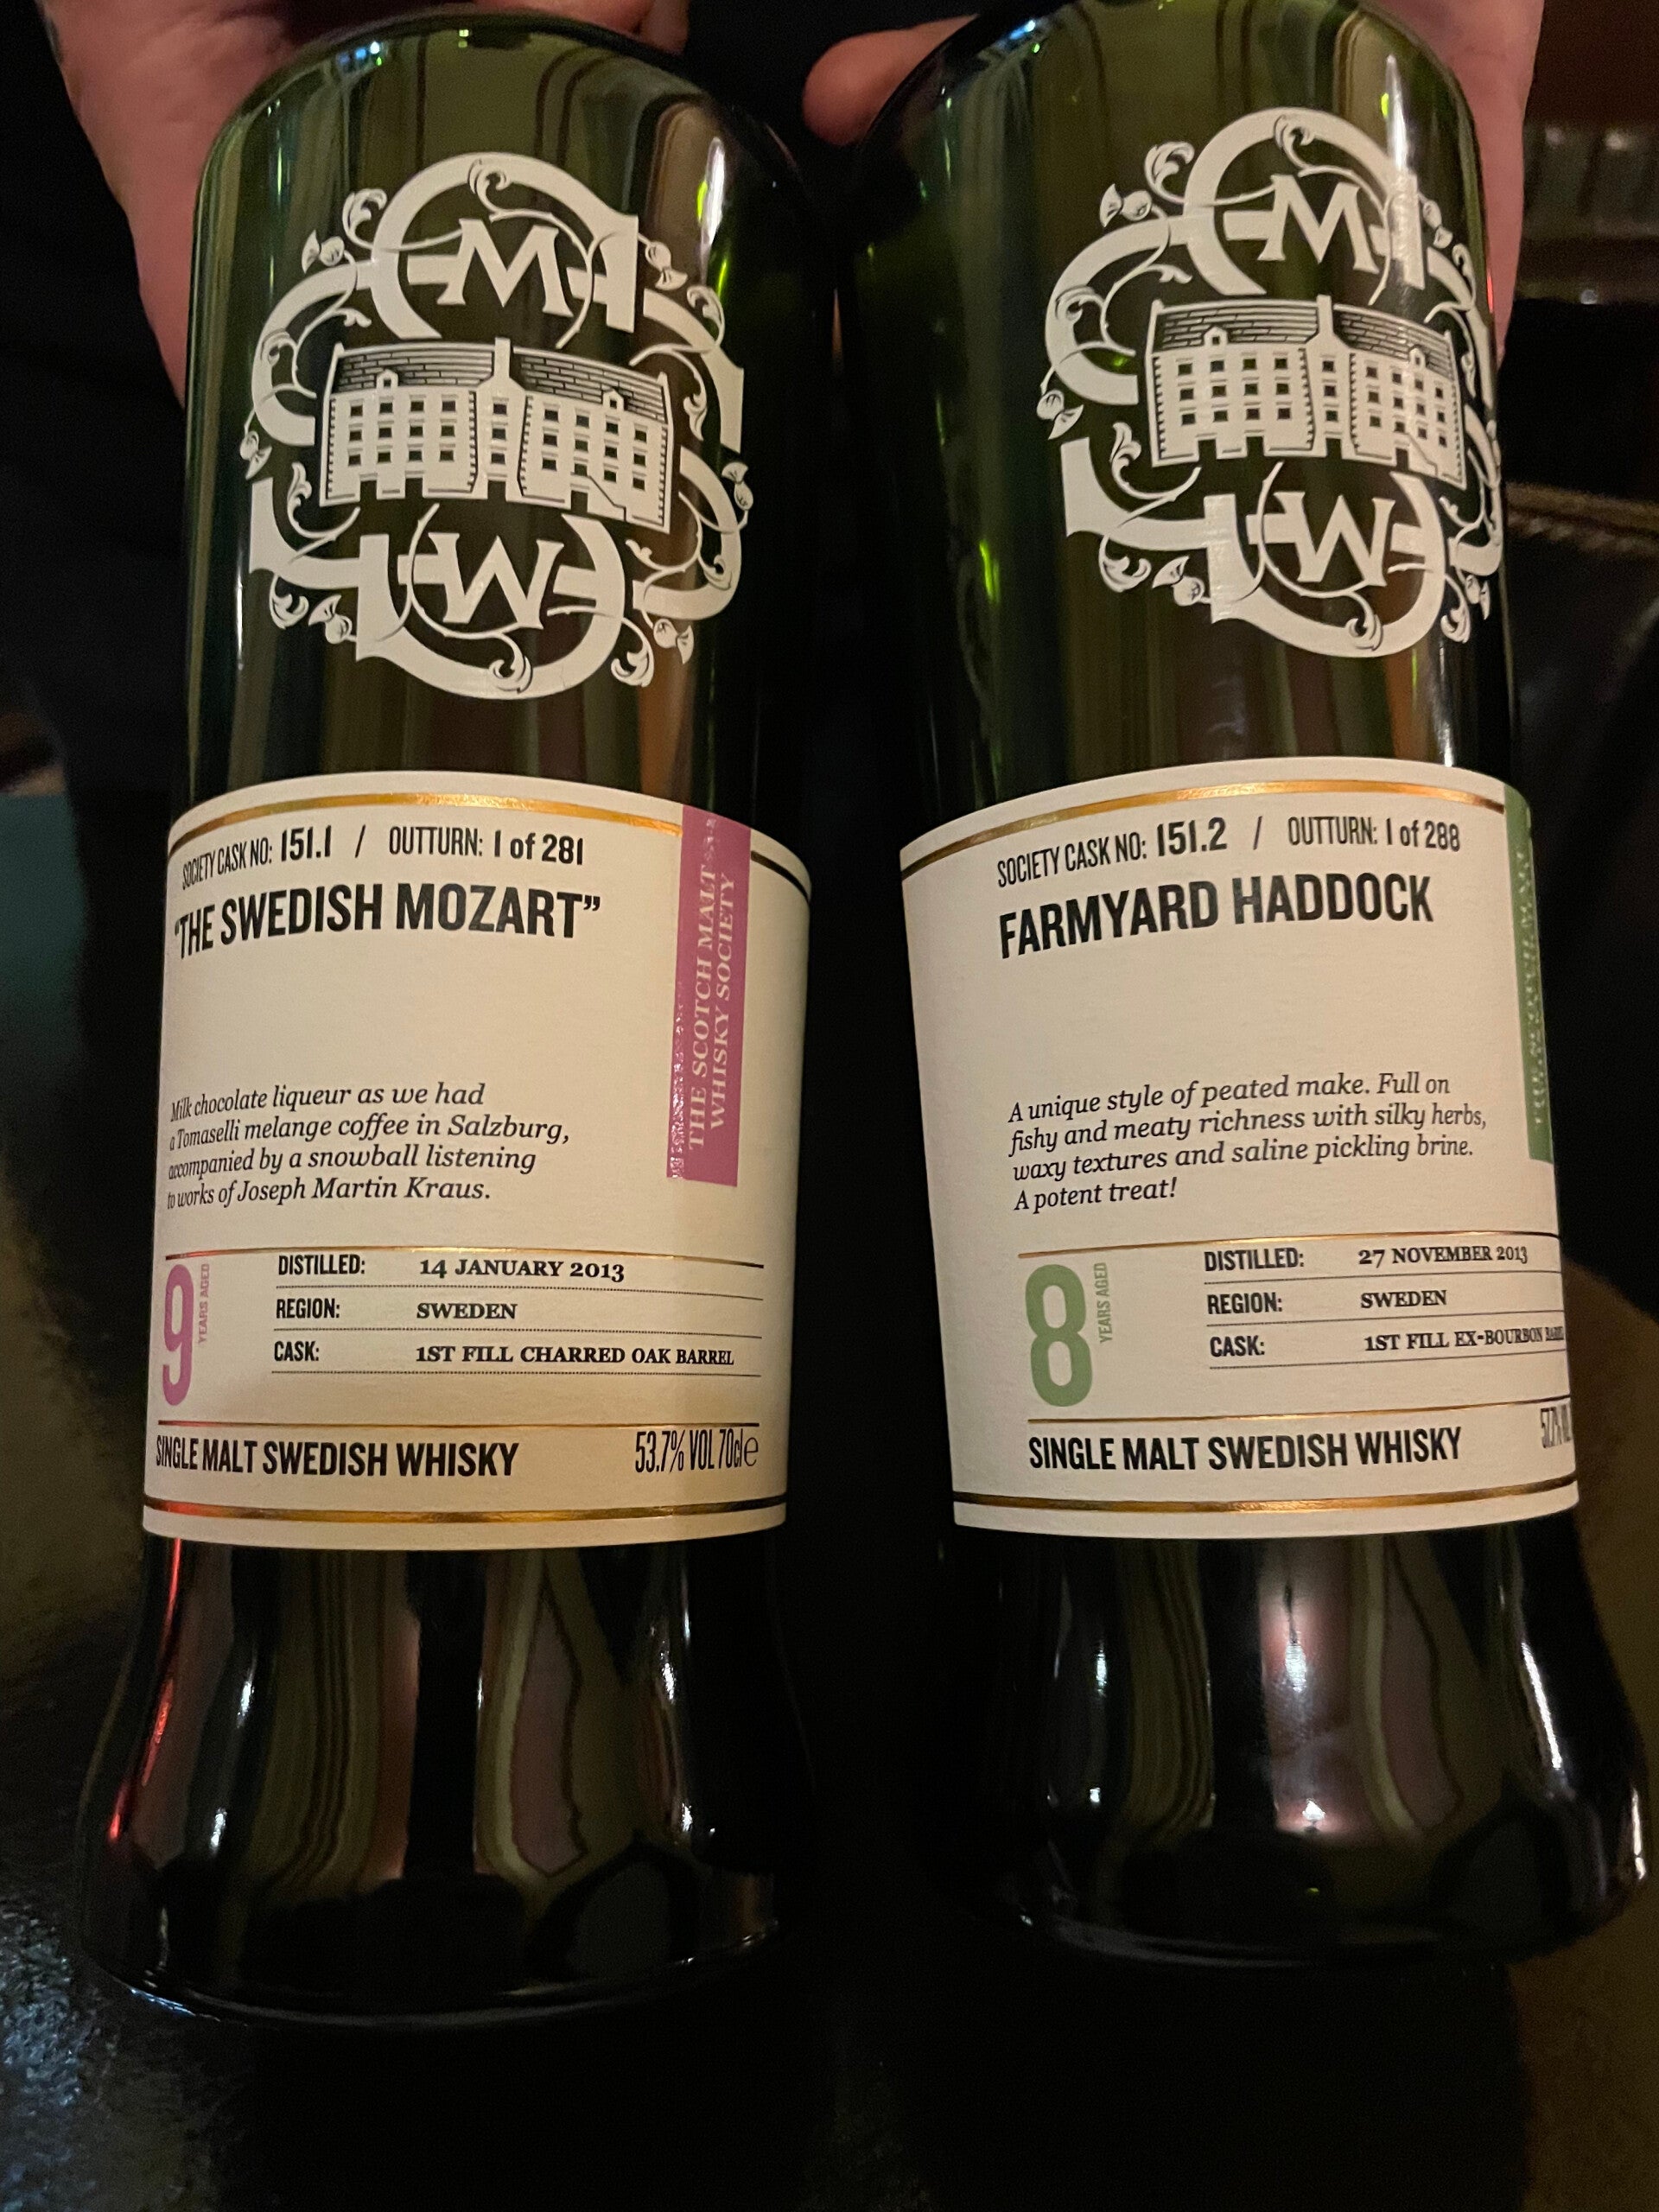 SOCIETY CASK NO: 151.1 / OUTTURN: 1 of 281
"THE SWEDISH MOZART"
Milk chocolate liqueur as we had
a Tomaselli melange coffee in Salzburg,
accompanied by a snowball listening
to works of Joseph Martin Kraus.
THE SCOTCH MALT
WHISKY SOCIETY
9
YEARS AGED
DISTILLED: 14 JANUARY 2013
REGION: SWEDEN
CASK: 1ST FILL CHARRED OAK BARREL
SINGLE MALT SWEDISH WHISKY 53.7% VOL 70cl e
SOCIETY CASK NO: 151.2 / OUTTURN: 1 of 288
FARMYARD HADDOCK
A unique style of peated make. Full on
fishy and meaty richness with silky herbs,
waxy textures and saline pickling brine.
A potent treat!
8
YEARS AGED
DISTILLED: 27 NOVEMBER 2013
REGION: SWEDEN
CASK: 1ST FILL EX-BOURBON BARREL
SINGLE MALT SWEDISH WHISKY